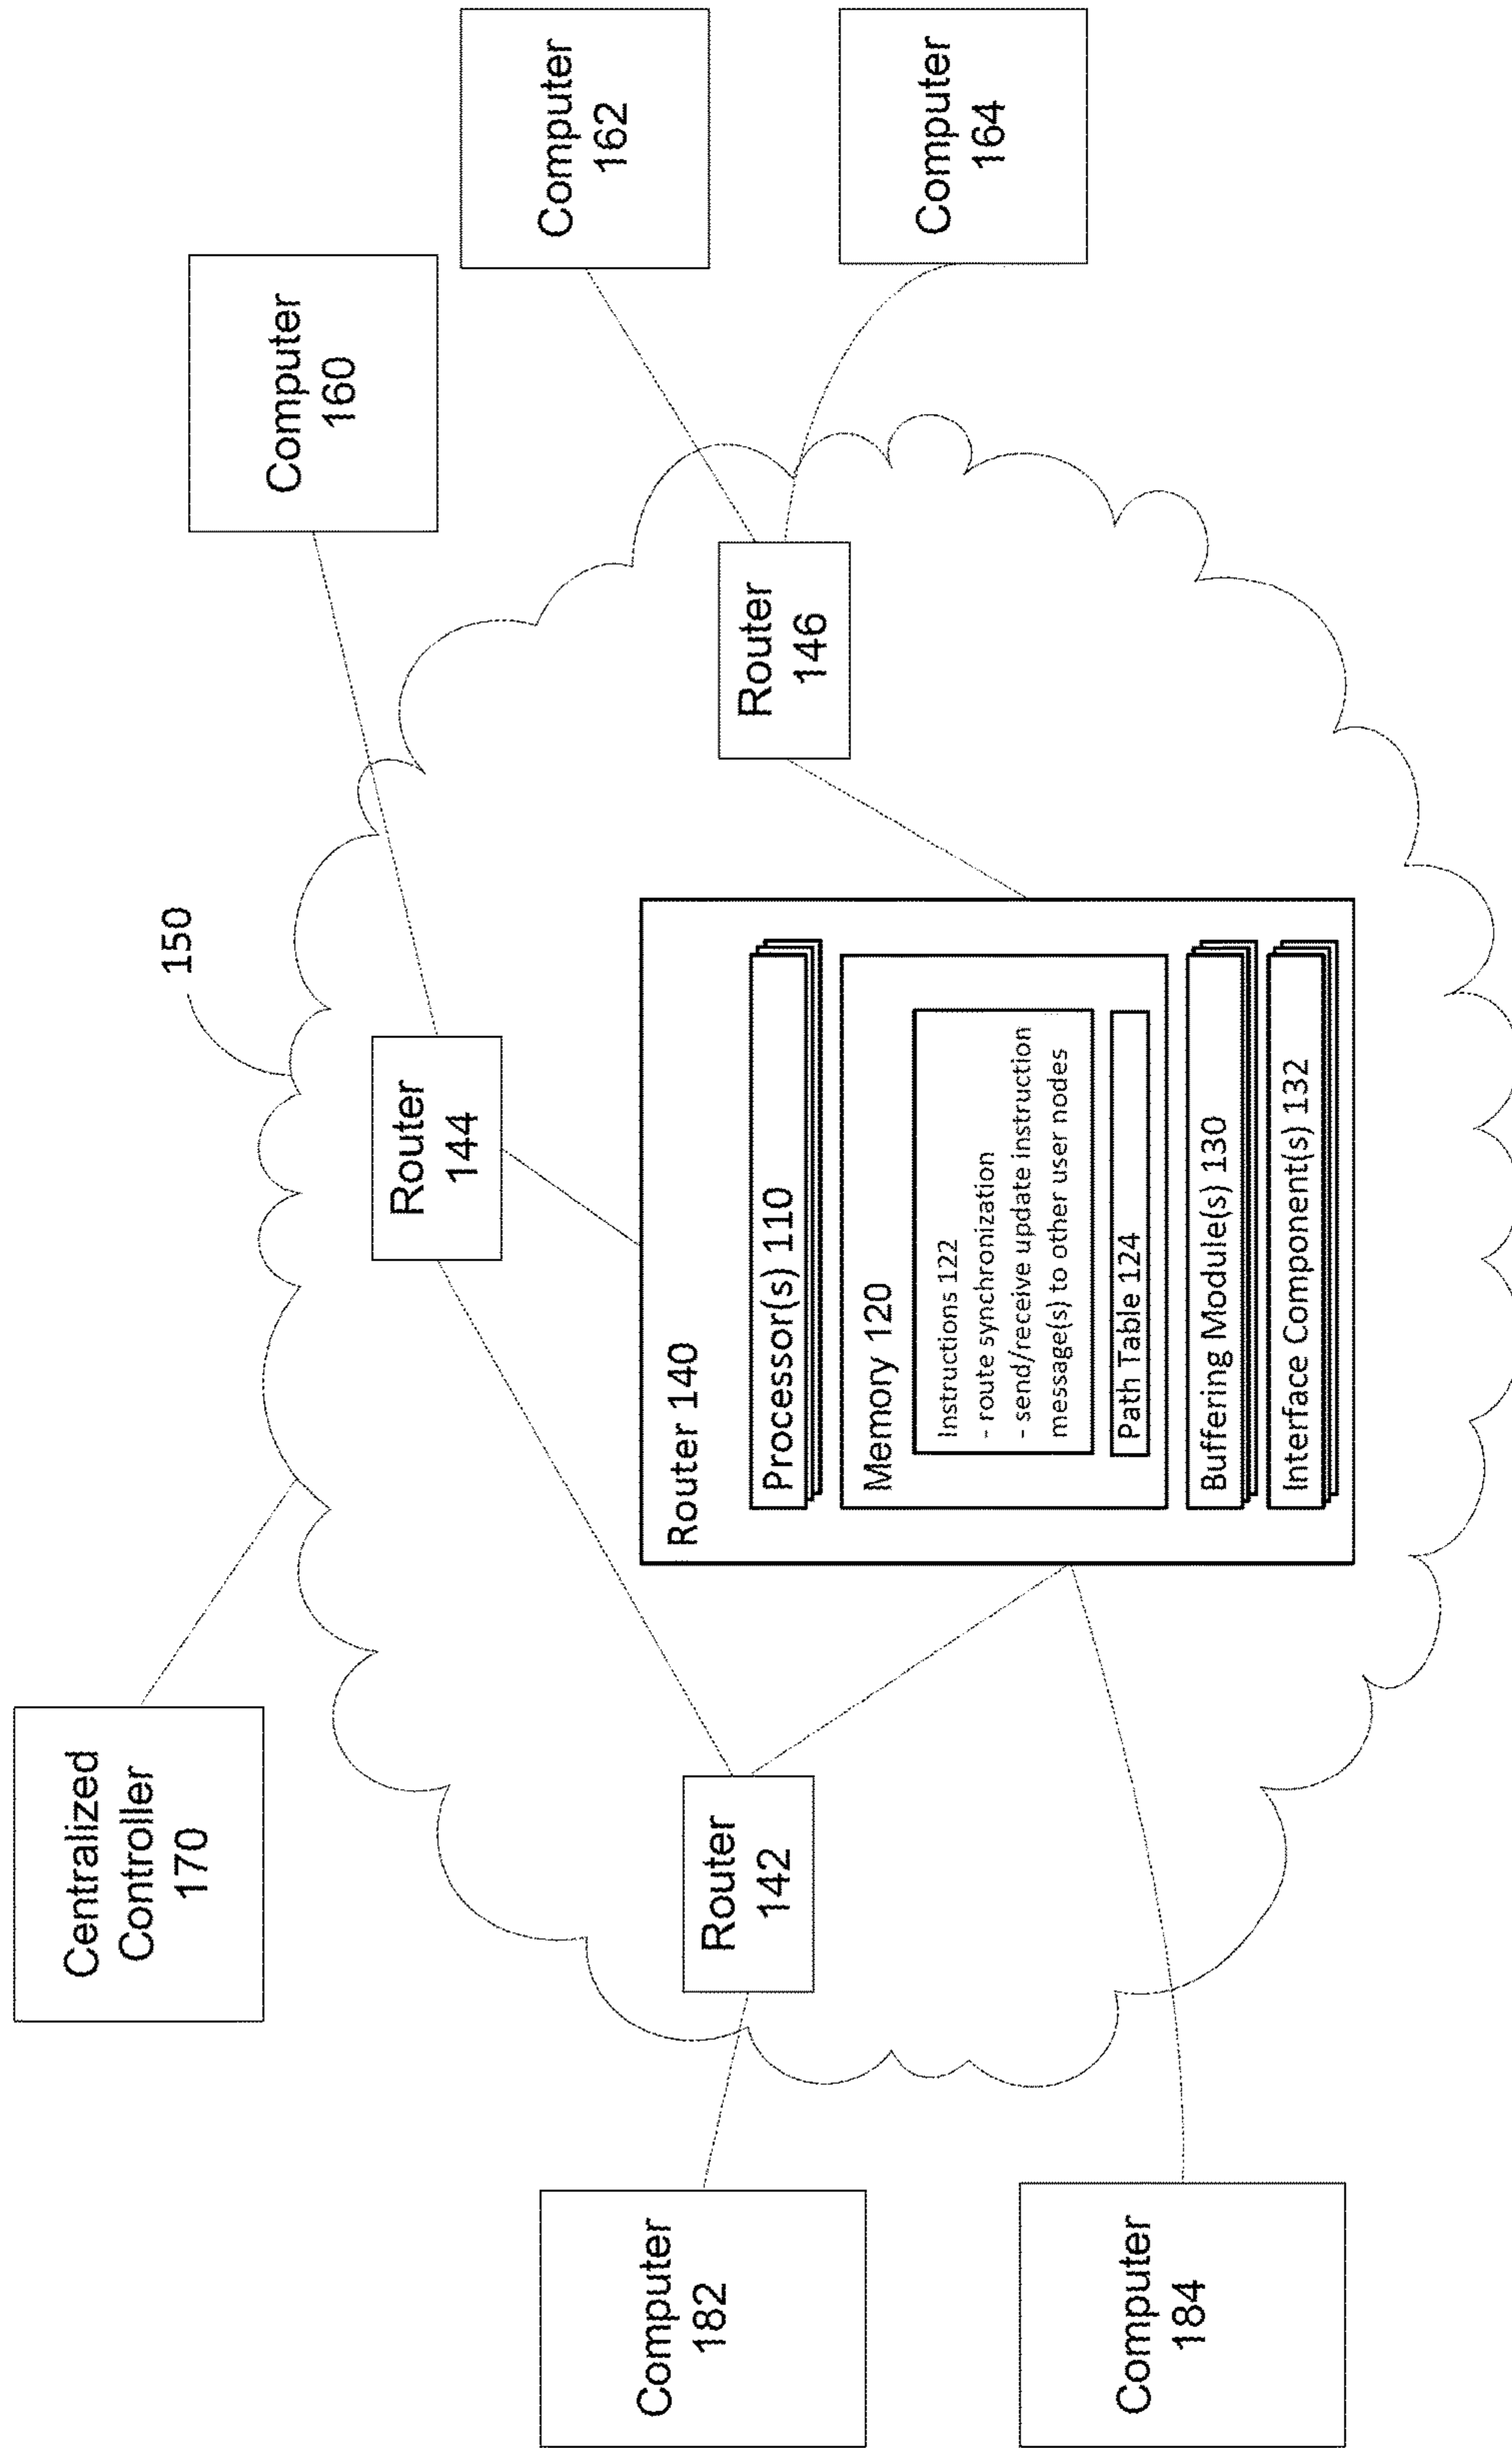 Centralized
Controller
170
150
Computer
160
Computer
162
Computer
164
Router
144
Router
146
Router
142
Computer
182
Computer
184
Router 140
Processor(s) 110
Memory 120
Instructions 122
- route synchronization
- send/receive update instruction
message(s) to other user nodes
Path Table 124
Buffering Module(s) 130
Interface Component(s) 132